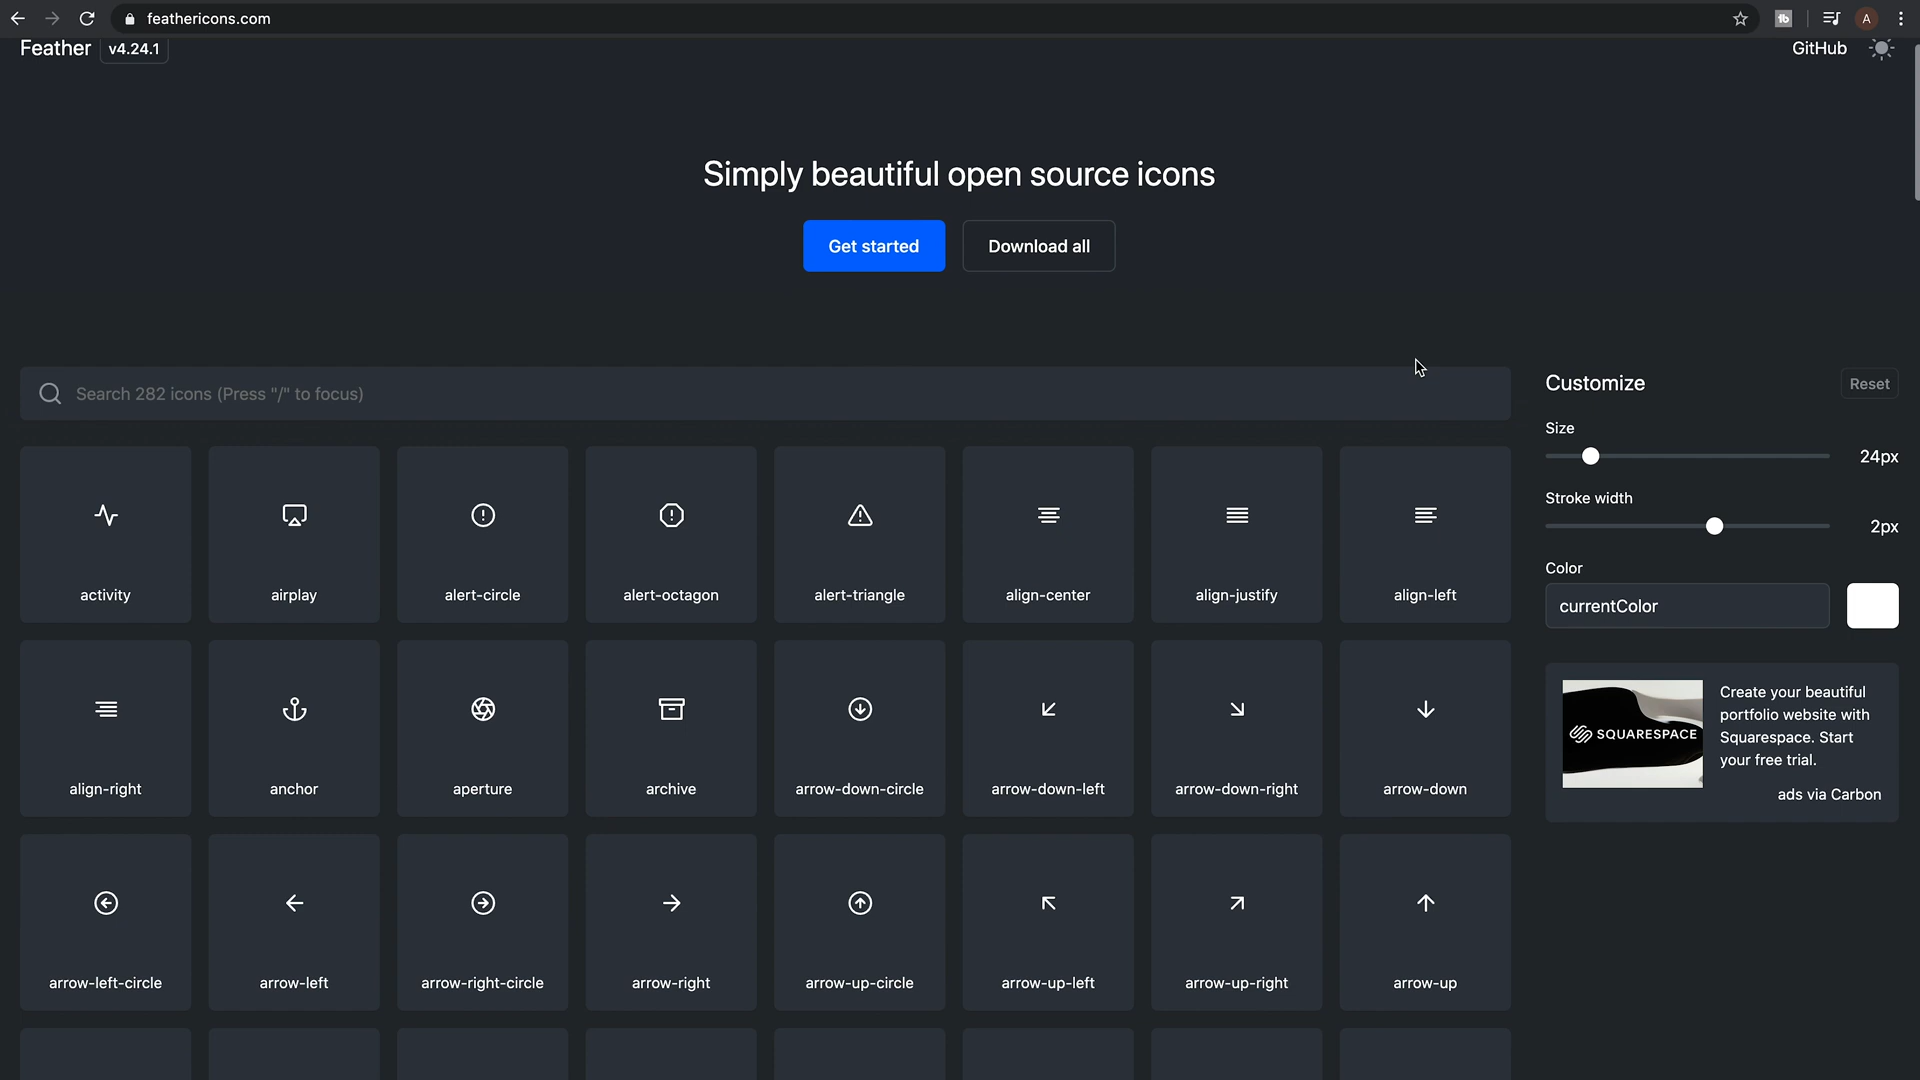 feathericons.com
A
Feather v4.24.1
GitHub
Simply beautiful open source icons
Get started
Download all
Search 282 icons (Press "/" to focus)
Customize
Reset
Size
24px
Stroke width
2px
Color
currentColor
activity
airplay
alert-circle
alert-octagon
alert-triangle
align-center
align-justify
align-left
align-right
anchor
aperture
archive
arrow-down-circle
arrow-down-left
arrow-down-right
arrow-down
arrow-left-circle
arrow-left
arrow-right-circle
arrow-right
arrow-up-circle
arrow-up-left
arrow-up-right
arrow-up
SQUARESPACE
Create your beautiful
portfolio website with
Squarespace. Start
your free trial.
ads via Carbon